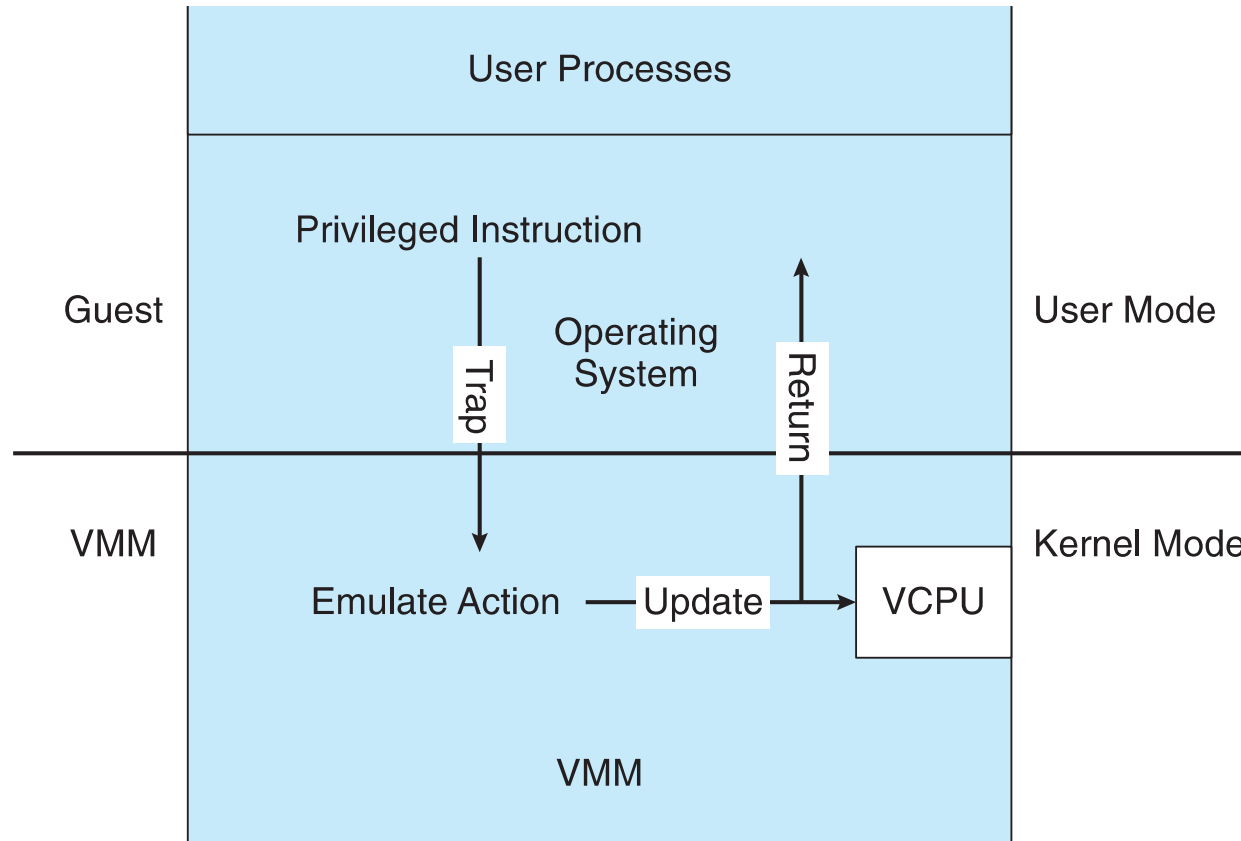 User Processes
Privileged Instruction
Guest
User Mode
Operating
System
Trap
Return
VMM
Kernel Mode
Emulate Action
Update
VCPU
VMM